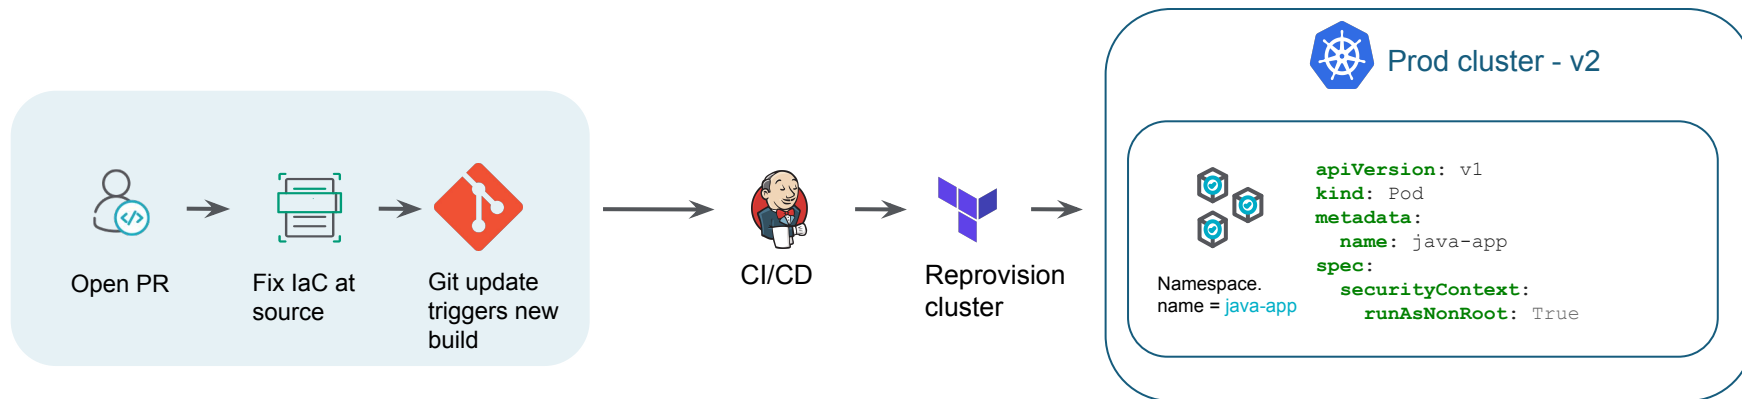 Prod cluster - v2
Open PR
Fix IaC at
source
Git update
triggers new
build
CI/CD
Reprovision
cluster
Namespace.
name = java-app
apiVersion: v1
kind: Pod
metadata:
  name: java-app
spec:
  securityContext:
    runAsNonRoot: True